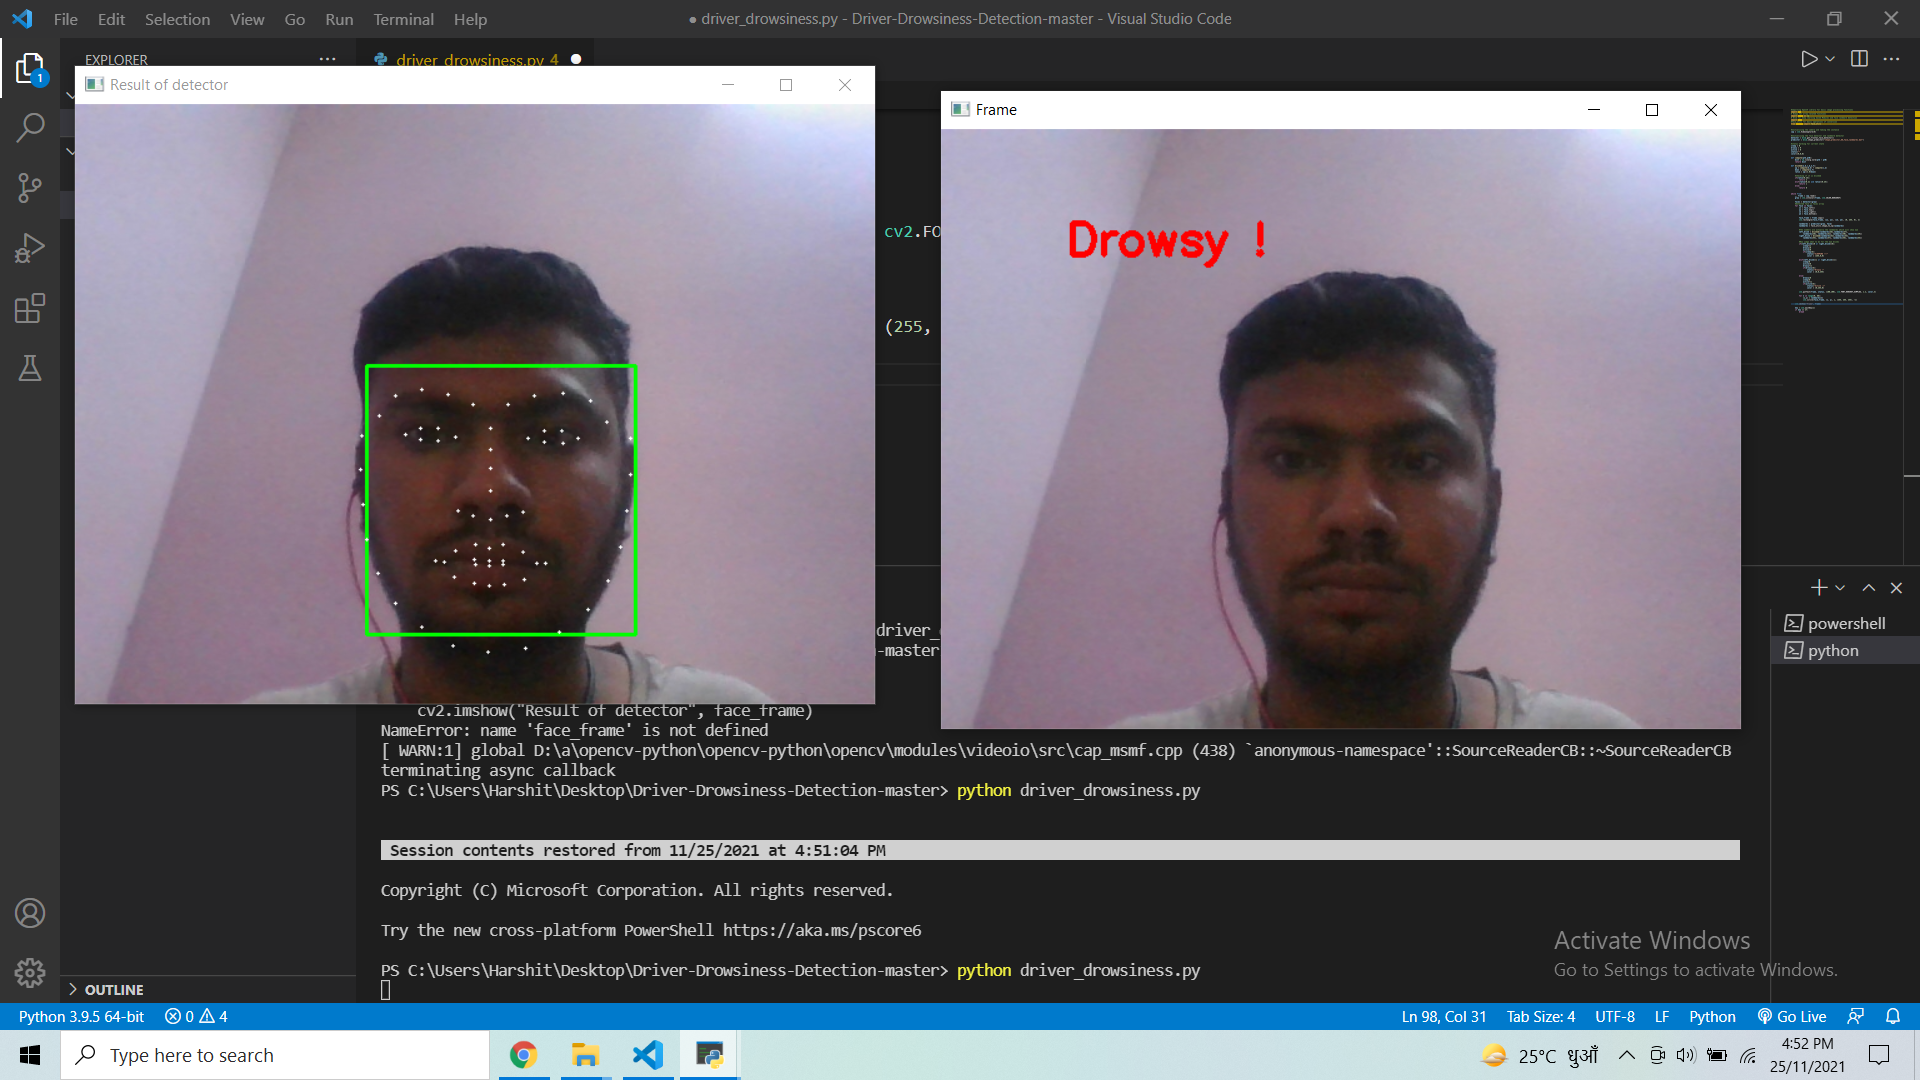 File Edit Selection View Go Run Terminal Help
● driver_drowsiness.py - Driver-Drowsiness-Detection-master - Visual Studio Code
EXPLORER
driver_drowsiness.py 4
1
Result of detector
Frame
cv2.FO
(255,
Drowsy !
driver_
-master
cv2.imshow("Result of detector", face_frame)
NameError: name 'face_frame' is not defined
[ WARN:1] global D:\a\opencv-python\opencv-python\opencv\modules\videoio\src\cap_msmf.cpp (438) `anonymous-namespace'::SourceReaderCB::~SourceReaderCB
terminating async callback
PS C:\Users\Harshit\Desktop\Driver-Drowsiness-Detection-master> python driver_drowsiness.py
Session contents restored from 11/25/2021 at 4:51:04 PM
Copyright (C) Microsoft Corporation. All rights reserved.
Try the new cross-platform PowerShell https://aka.ms/pscore6
PS C:\Users\Harshit\Desktop\Driver-Drowsiness-Detection-master> python driver_drowsiness.py
powershell
python
Activate Windows
Go to Settings to activate Windows.
OUTLINE
Python 3.9.5 64-bit 0 4
Ln 98, Col 31 Tab Size: 4 UTF-8 LF Python Go Live
Type here to search
25°C धुआँ
4:52 PM
25/11/2021